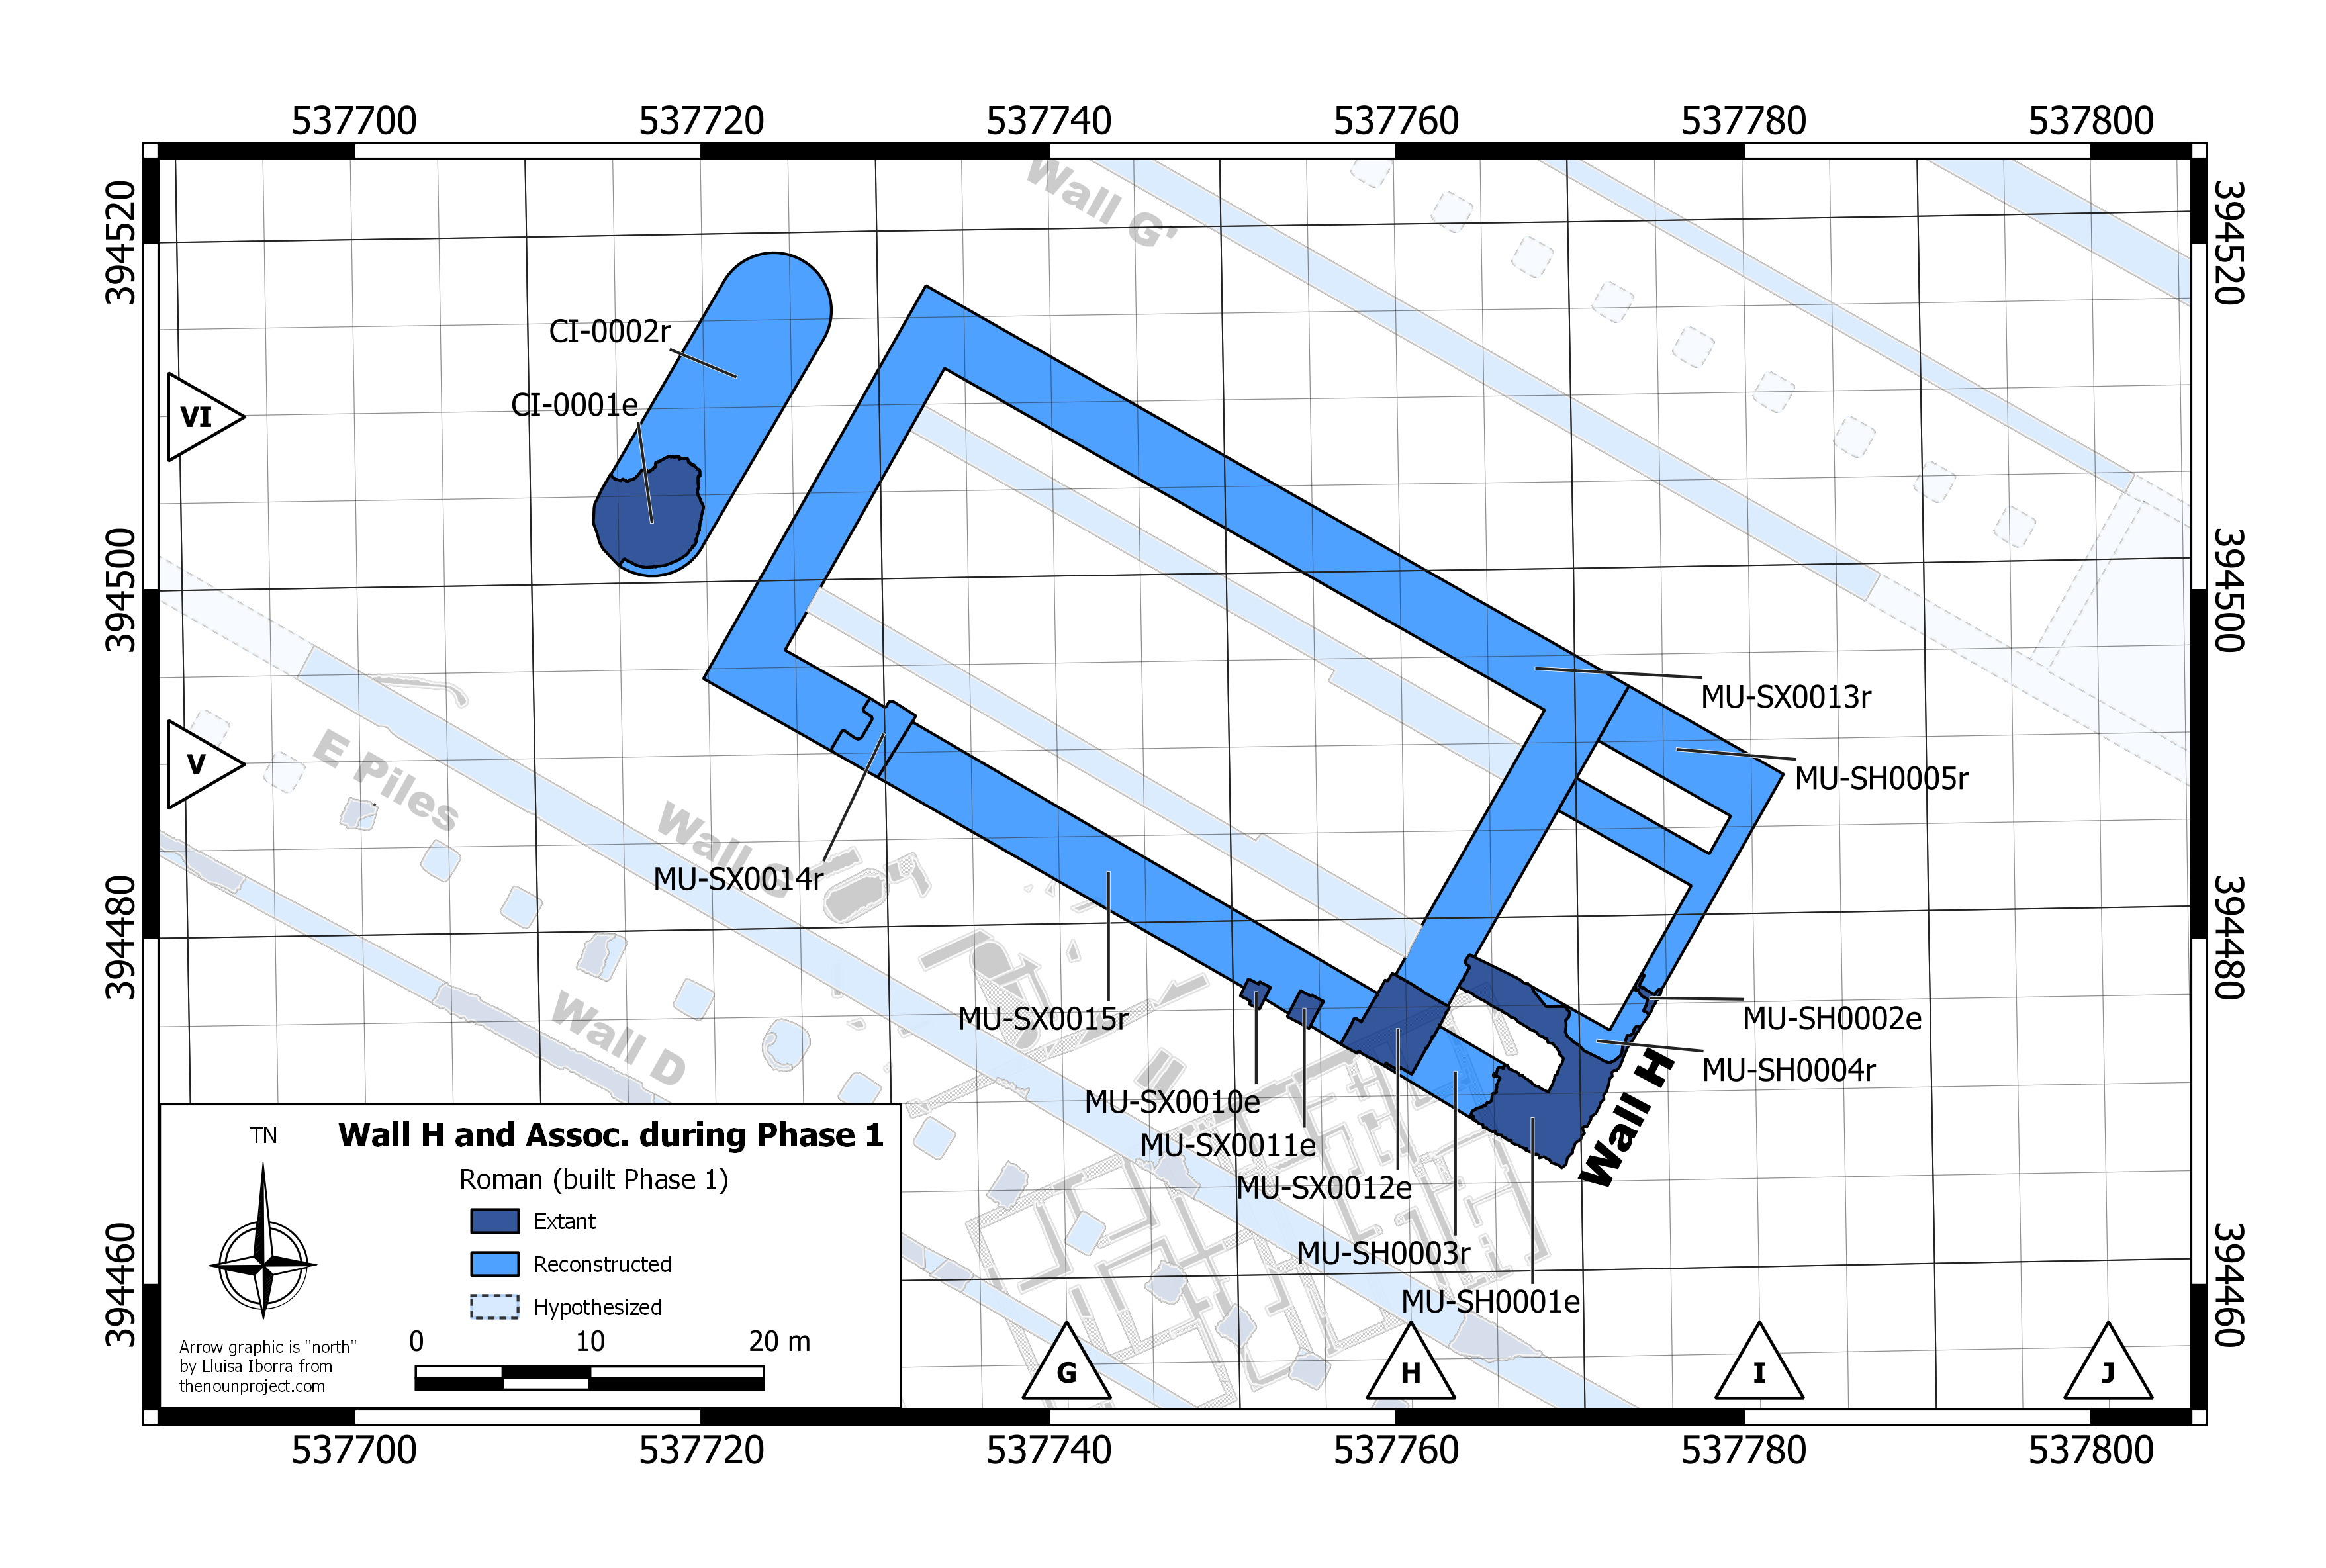 537700 537720 537740 537760 537780 537800
394520
394500
394480
394460
394520
394500
394480
394460
Wall G'
CI-0002r
CI-0001e
VI
V
E Piles
Wall G
Wall D
MU-SX0013r
MU-SH0005r
MU-SX0014r
MU-SX0015r
MU-SH0002e
MU-SH0004r
MU-SX0010e
MU-SX0011e
MU-SX0012e
MU-SH0003r
MU-SH0001e
Wall H
TN
Wall H and Assoc. during Phase 1
Roman (built Phase 1)
Extant
Reconstructed
Hypothesized
0 10 20 m
Arrow graphic is "north"
by Lluisa Iborra from
thenounproject.com
G H I J
537700 537720 537740 537760 537780 537800